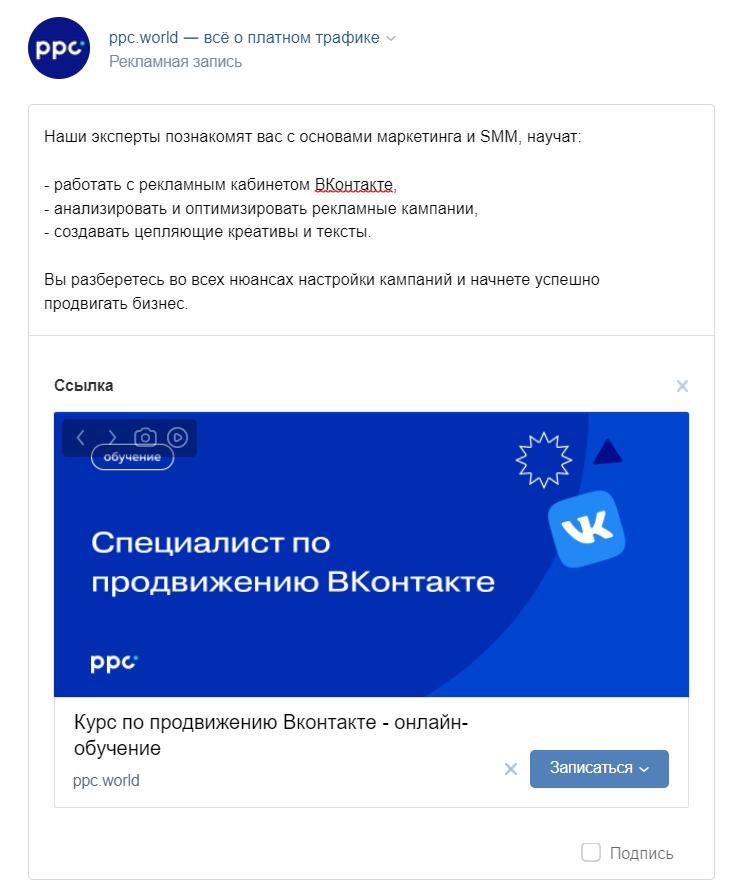 ppc
ppc.world — всё о платном трафике
Рекламная запись
Наши эксперты познакомят вас с основами маркетинга и SMM, научат:
- работать с рекламным кабинетом ВКонтакте,
- анализировать и оптимизировать рекламные кампании,
- создавать цепляющие креативы и тексты.
Вы разберетесь во всех нюансах настройки кампаний и начнете успешно
продвигать бизнес.
Ссылка
обучение
Специалист по
продвижению ВКонтакте
ppc
Курс по продвижению Вконтакте - онлайн-
обучение
ppc.world
Записаться
Подпись